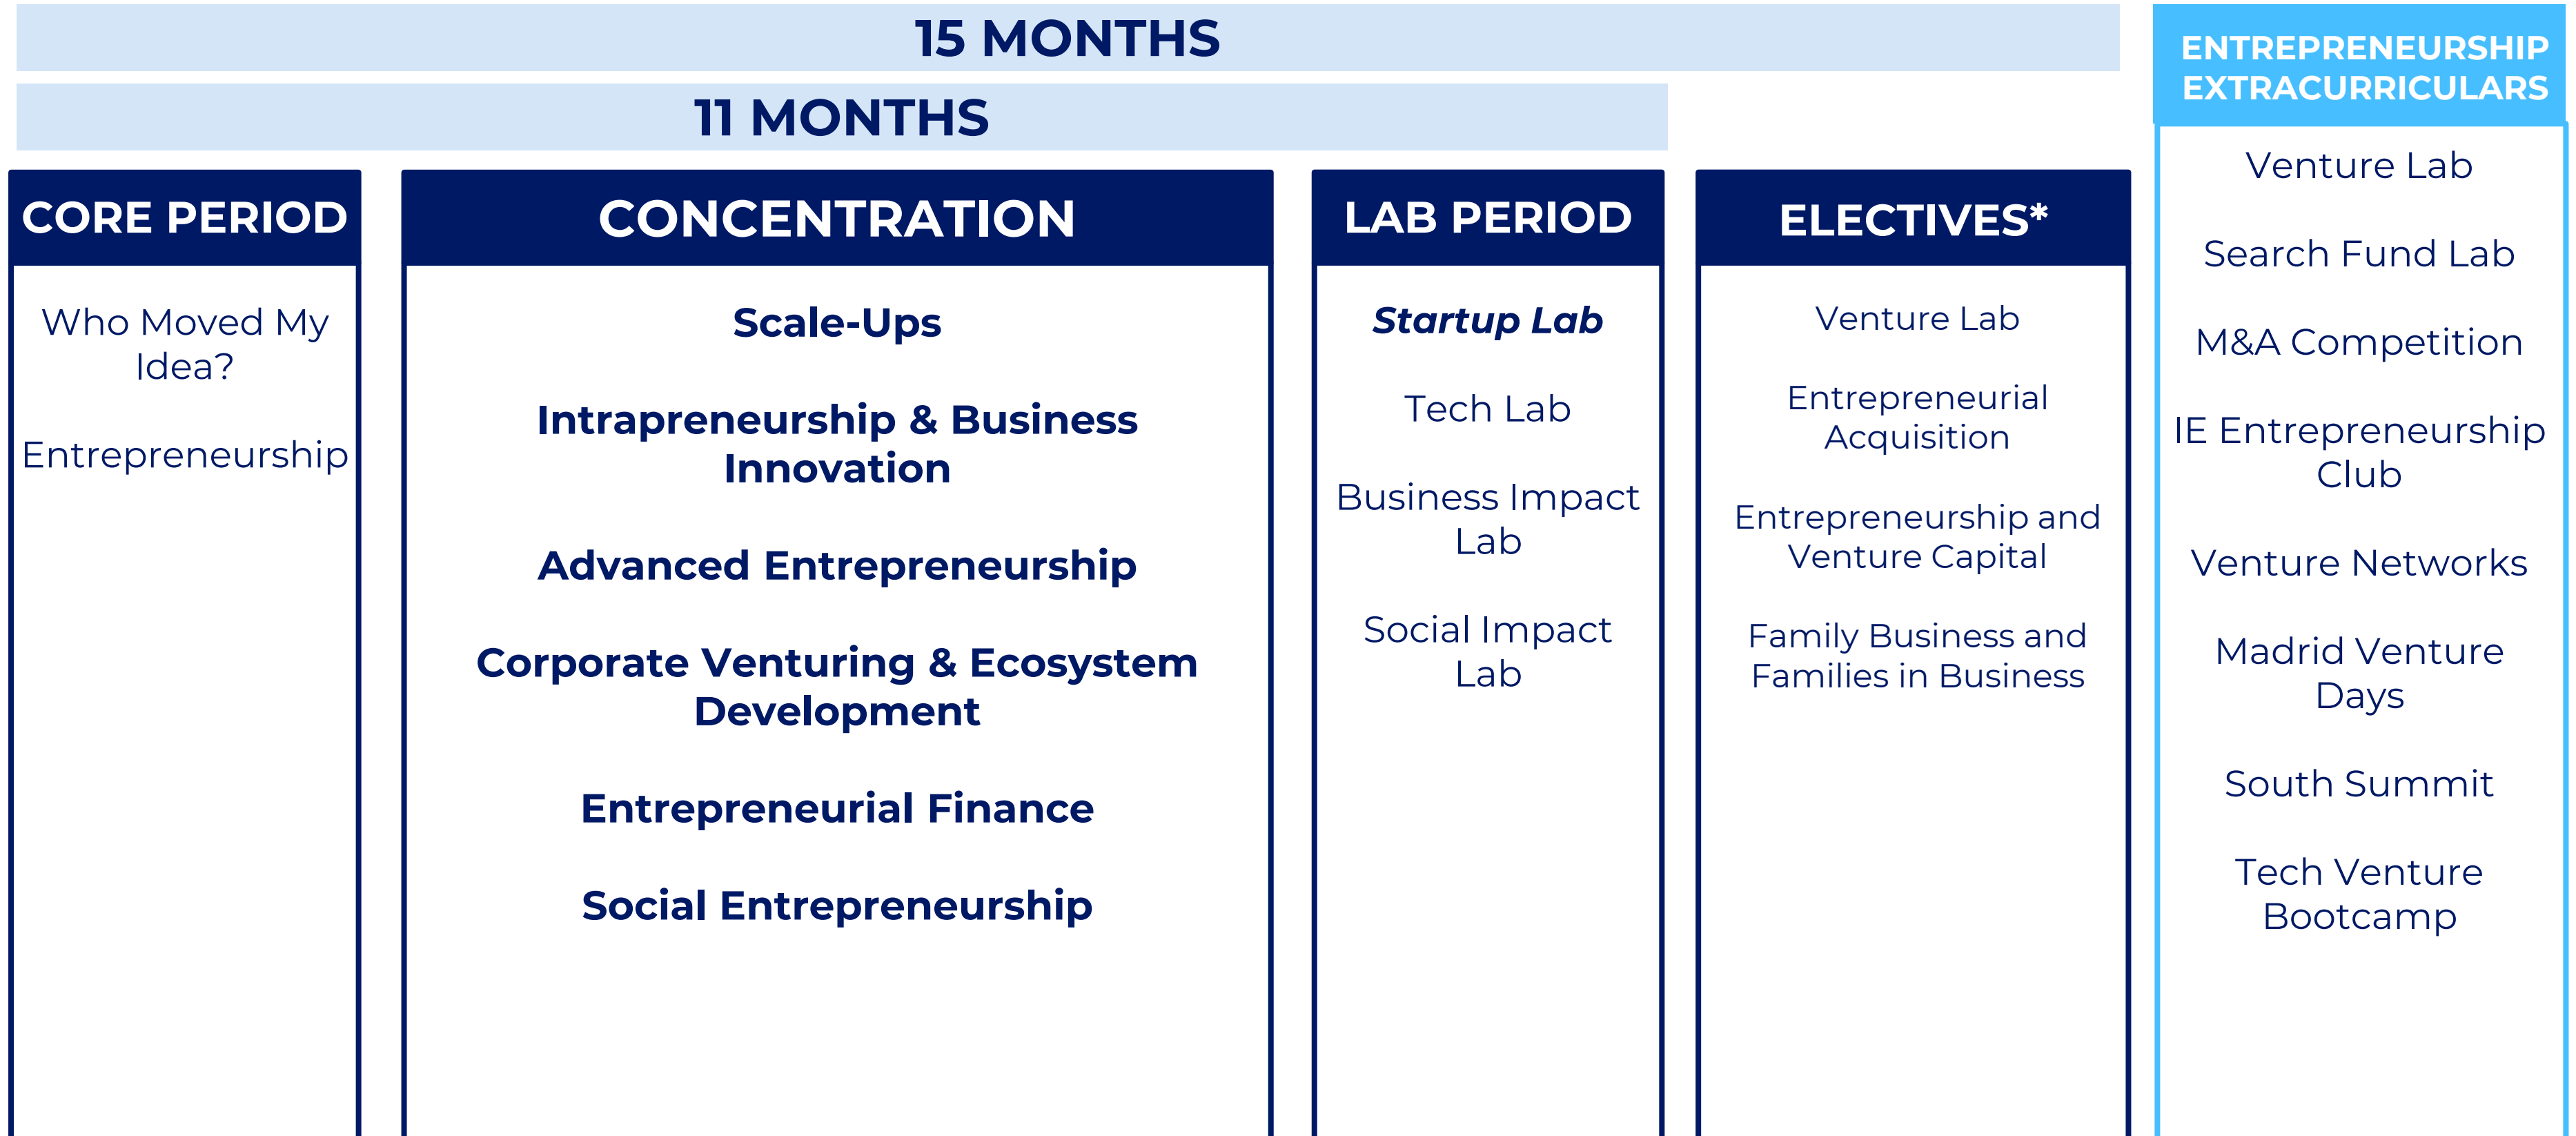 15 MONTHS
11 MONTHS
CORE PERIOD
Who Moved My
Idea?
Entrepreneurship
CONCENTRATION
Scale-Ups
Intrapreneurship & Business
Innovation
Advanced Entrepreneurship
Corporate Venturing & Ecosystem
Development
Entrepreneurial Finance
Social Entrepreneurship
LAB PERIOD
Startup Lab
Tech Lab
Business Impact
Lab
Social Impact
Lab
ELECTIVES*
Venture Lab
Entrepreneurial
Acquisition
Entrepreneurship and
Venture Capital
Family Business and
Families in Business
ENTREPRENEURSHIP
EXTRACURRICULARS
Venture Lab
Search Fund Lab
M&A Competition
IE Entrepreneurship
Club
Venture Networks
Madrid Venture
Days
South Summit
Tech Venture
Bootcamp